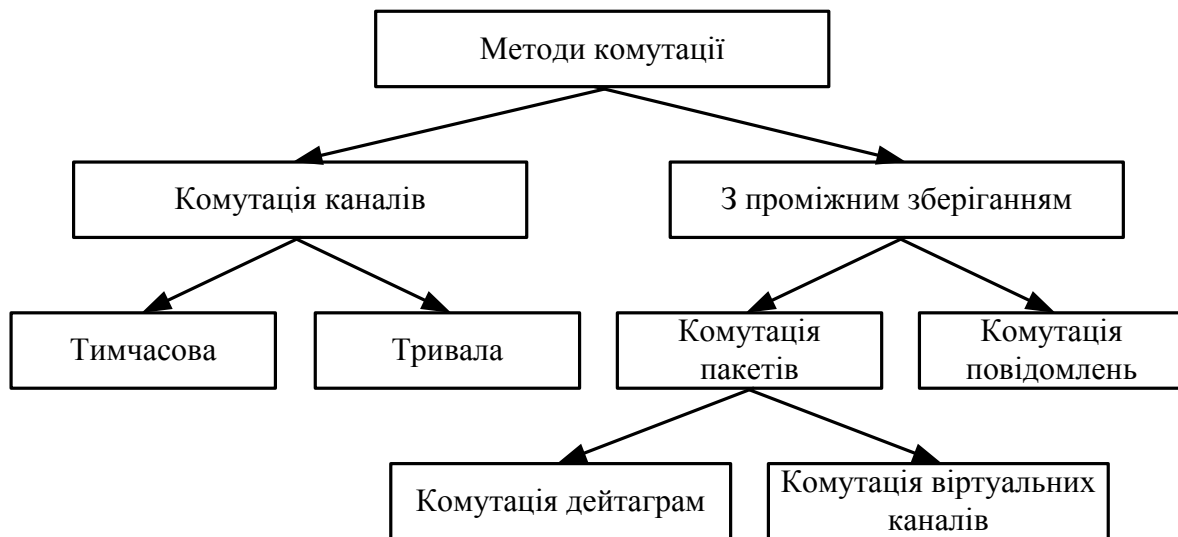 Методи комутації
Комутація каналів
З проміжним зберіганням
Тимчасова
Тривала
Комутація
пакетів
Комутація
повідомлень
Комутація дейтаграм
Комутація віртуальних
каналів